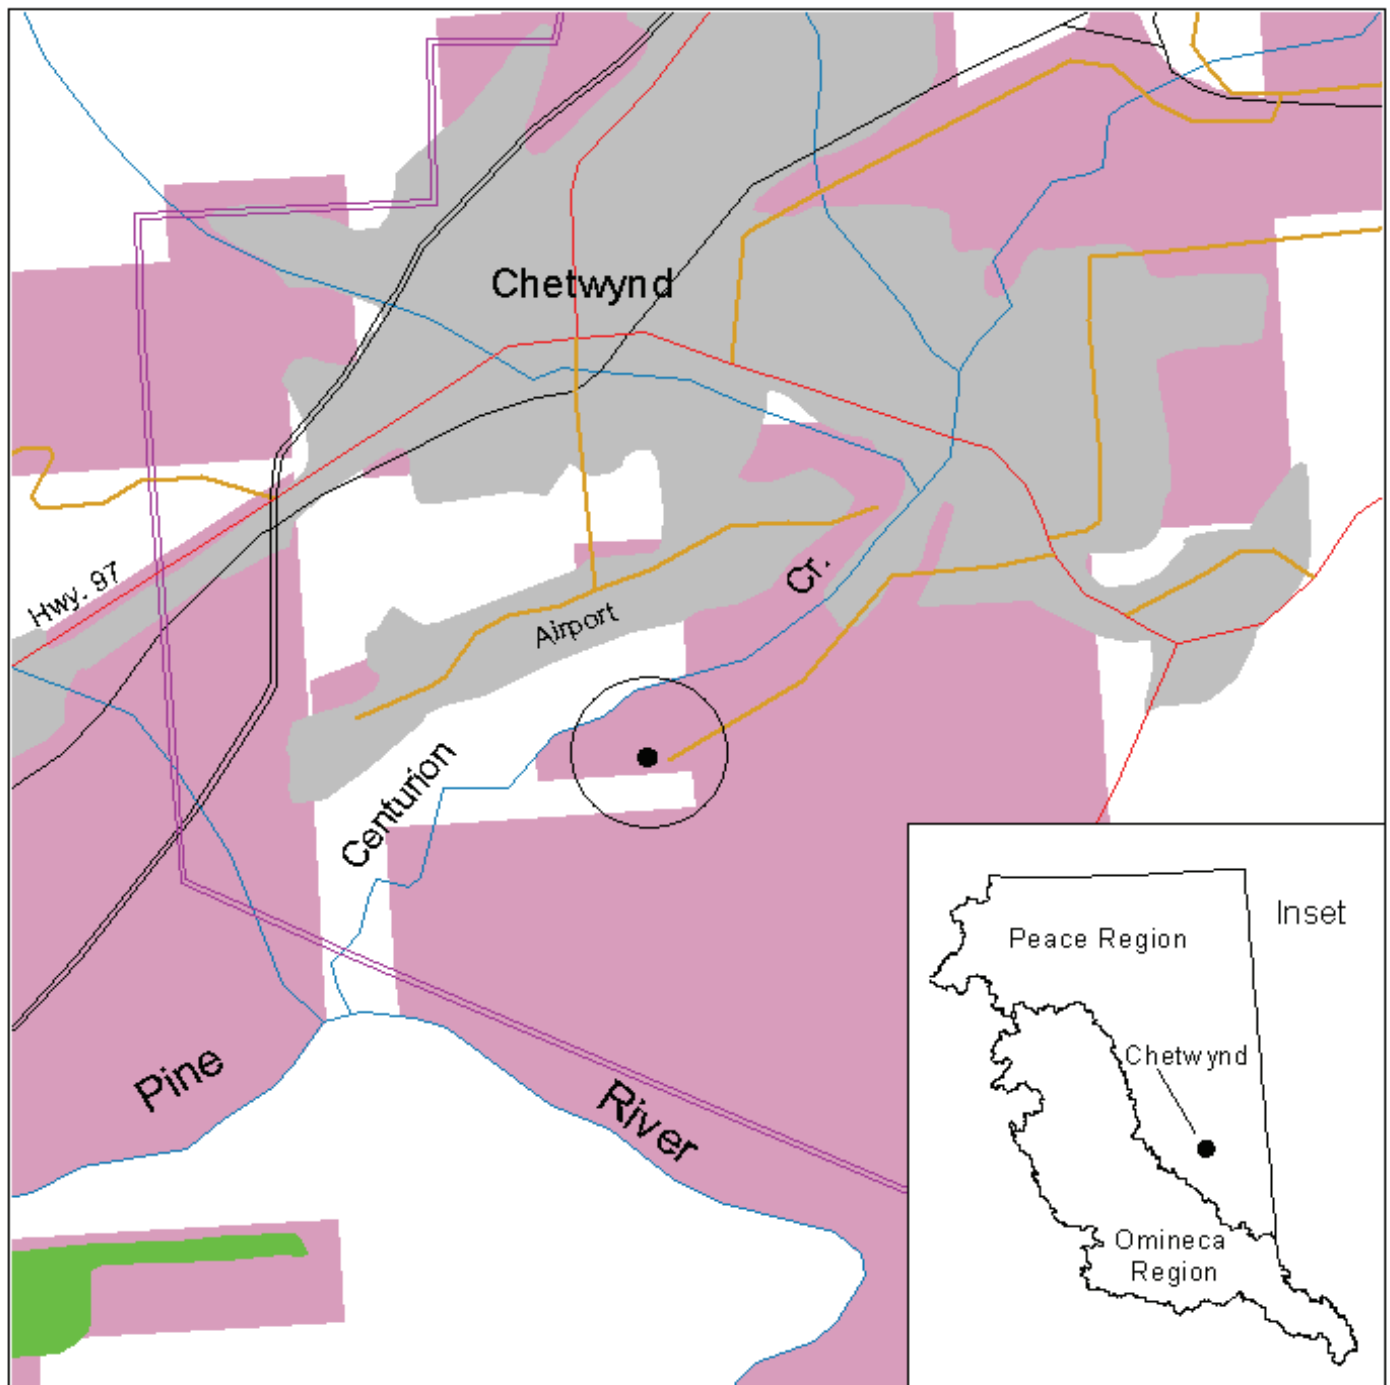 Chetwynd
Hwy. 97
Airport
Cr.
Centurion
Pine
River
Inset
Peace Region
Chetwynd
Omineca
Region